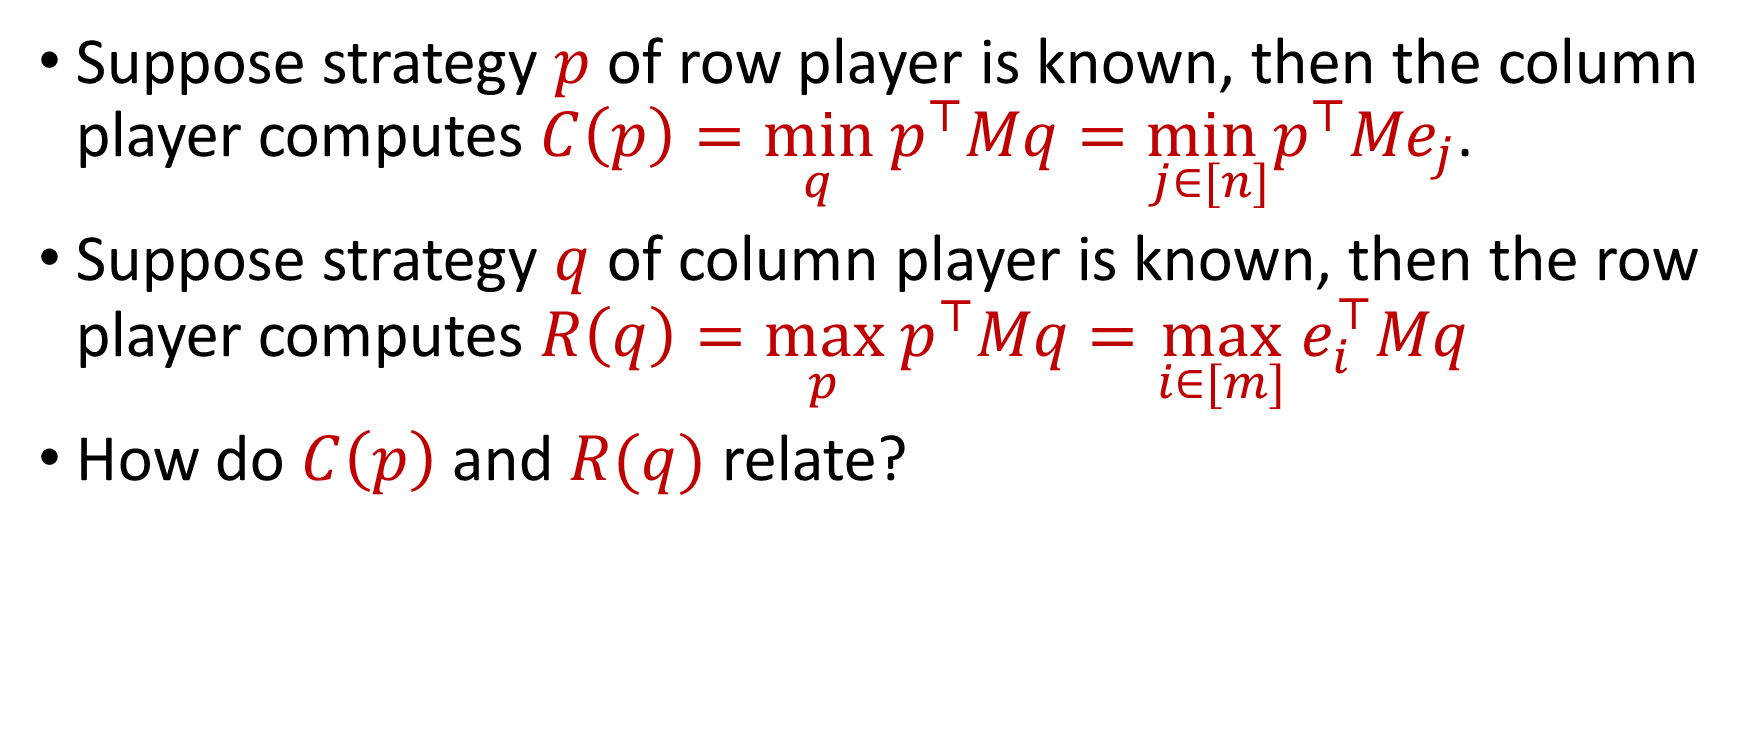 • Suppose strategy p of row player is known, then the column
player computes C(p) = min_q p^⊤Mq = min_{j∈[n]} p^⊤Me_j.
• Suppose strategy q of column player is known, then the row
player computes R(q) = max_p p^⊤Mq = max_{i∈[m]} e_i^⊤Mq
• How do C(p) and R(q) relate?